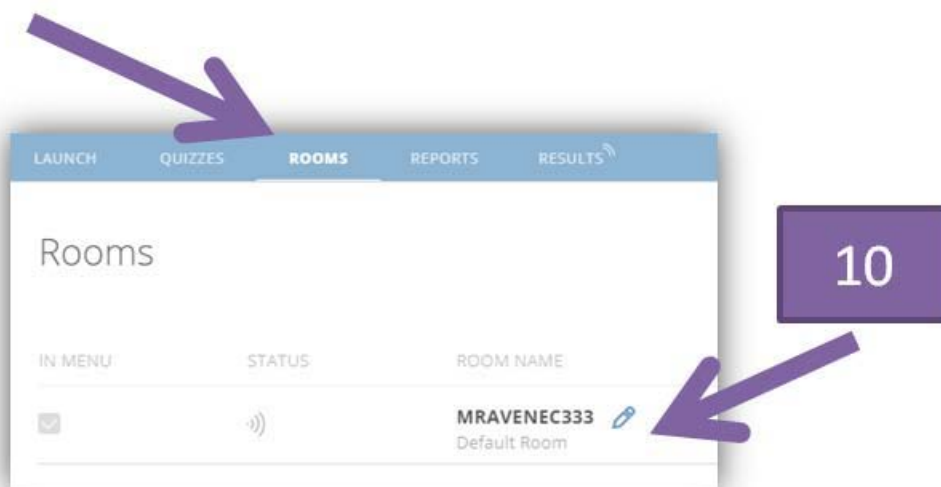 LAUNCH QUIZZES ROOMS REPORTS RESULTS
Rooms
10
IN MENU STATUS ROOM NAME
MRAVENEC333
Default Room